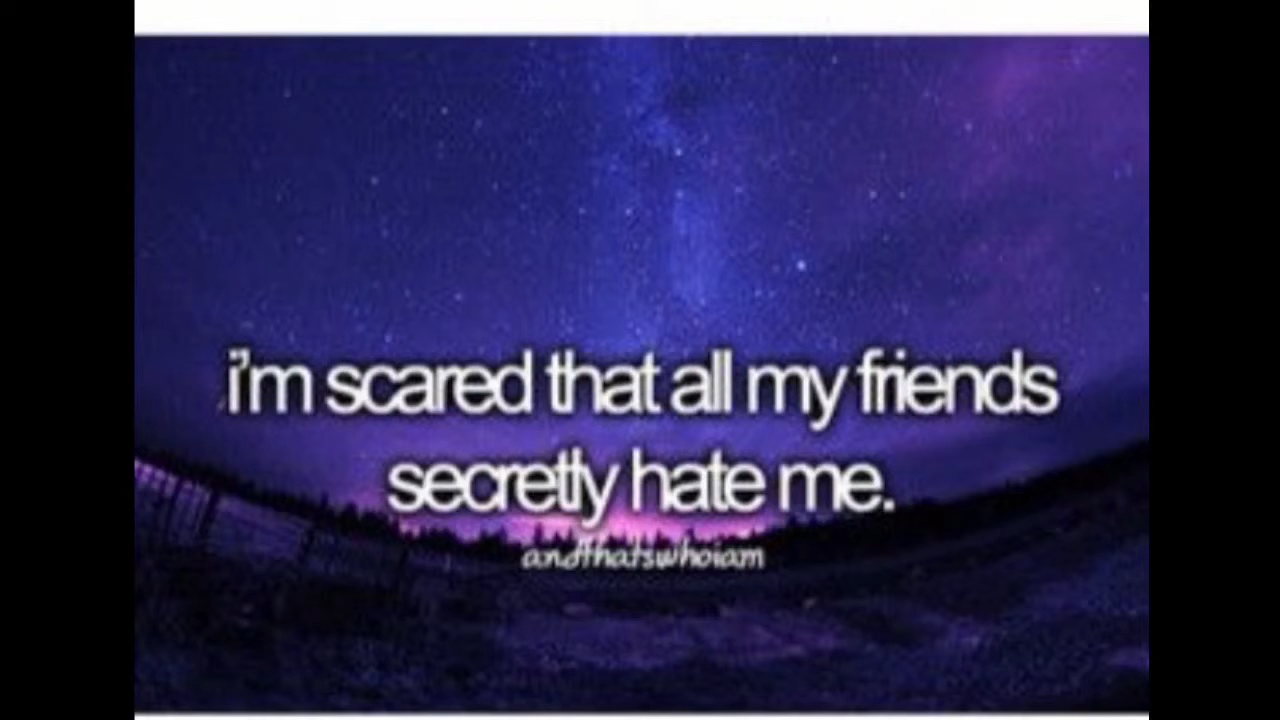 i'm scared that all my friends
secretly hate me.
andthatswhoiam